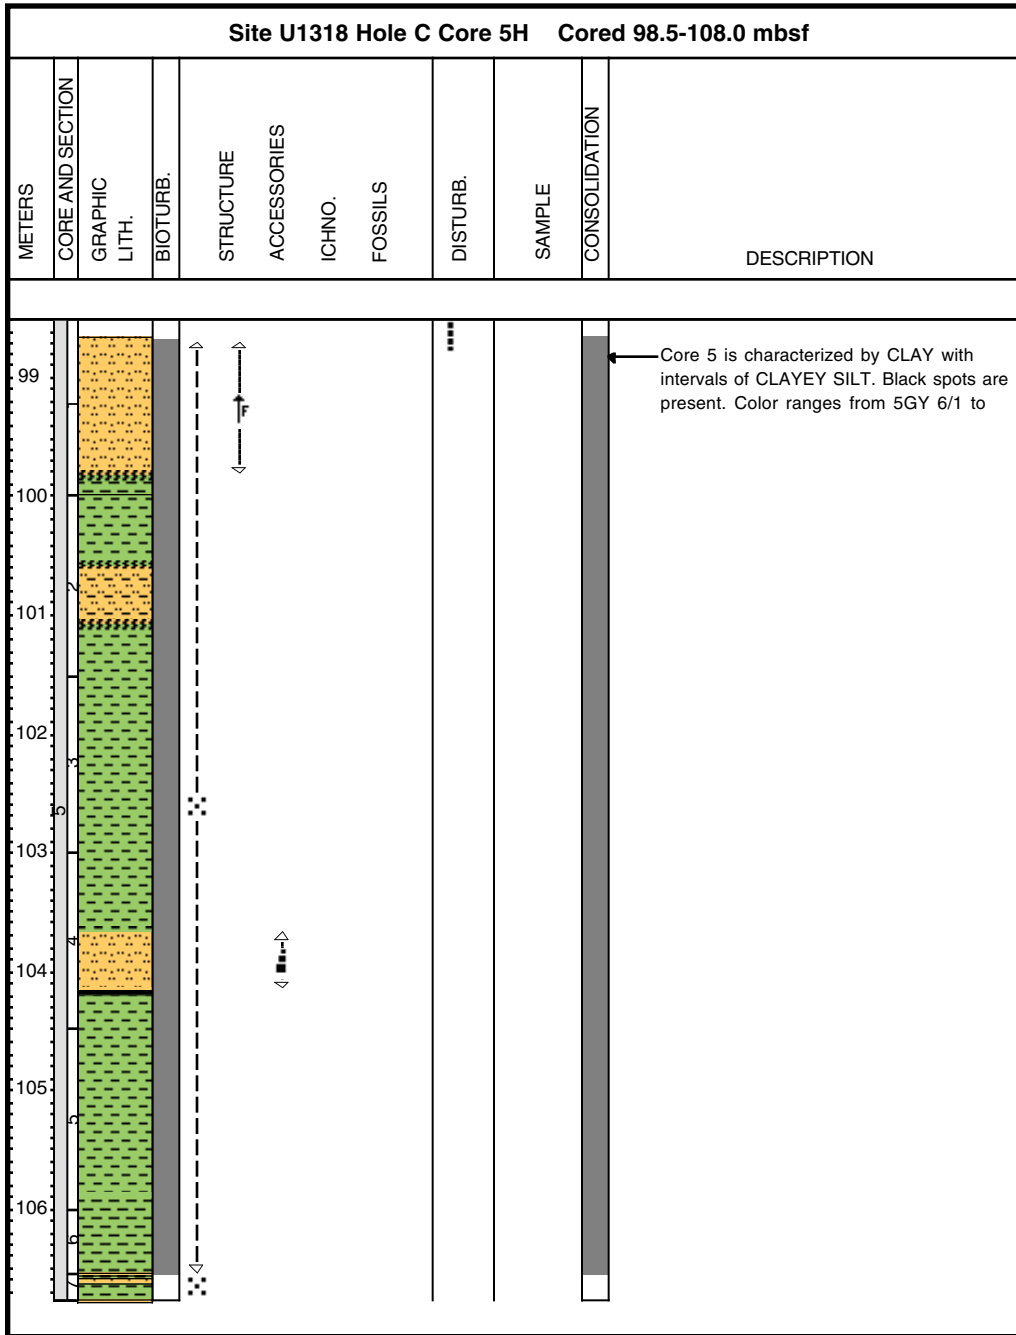 Site U1318 Hole C Core 5H Cored 98.5-108.0 mbsf
METERS
CORE AND SECTION
GRAPHIC
LITH.
BIOTURB.
STRUCTURE
ACCESSORIES
ICHNO.
FOSSILS
DISTURB.
SAMPLE
CONSOLIDATION
DESCRIPTION
Core 5 is characterized by CLAY with
intervals of CLAYEY SILT. Black spots are
present. Color ranges from 5GY 6/1 to
99
F
1
100
2
101
102
3
5
103
4
104
105
5
106
6
7